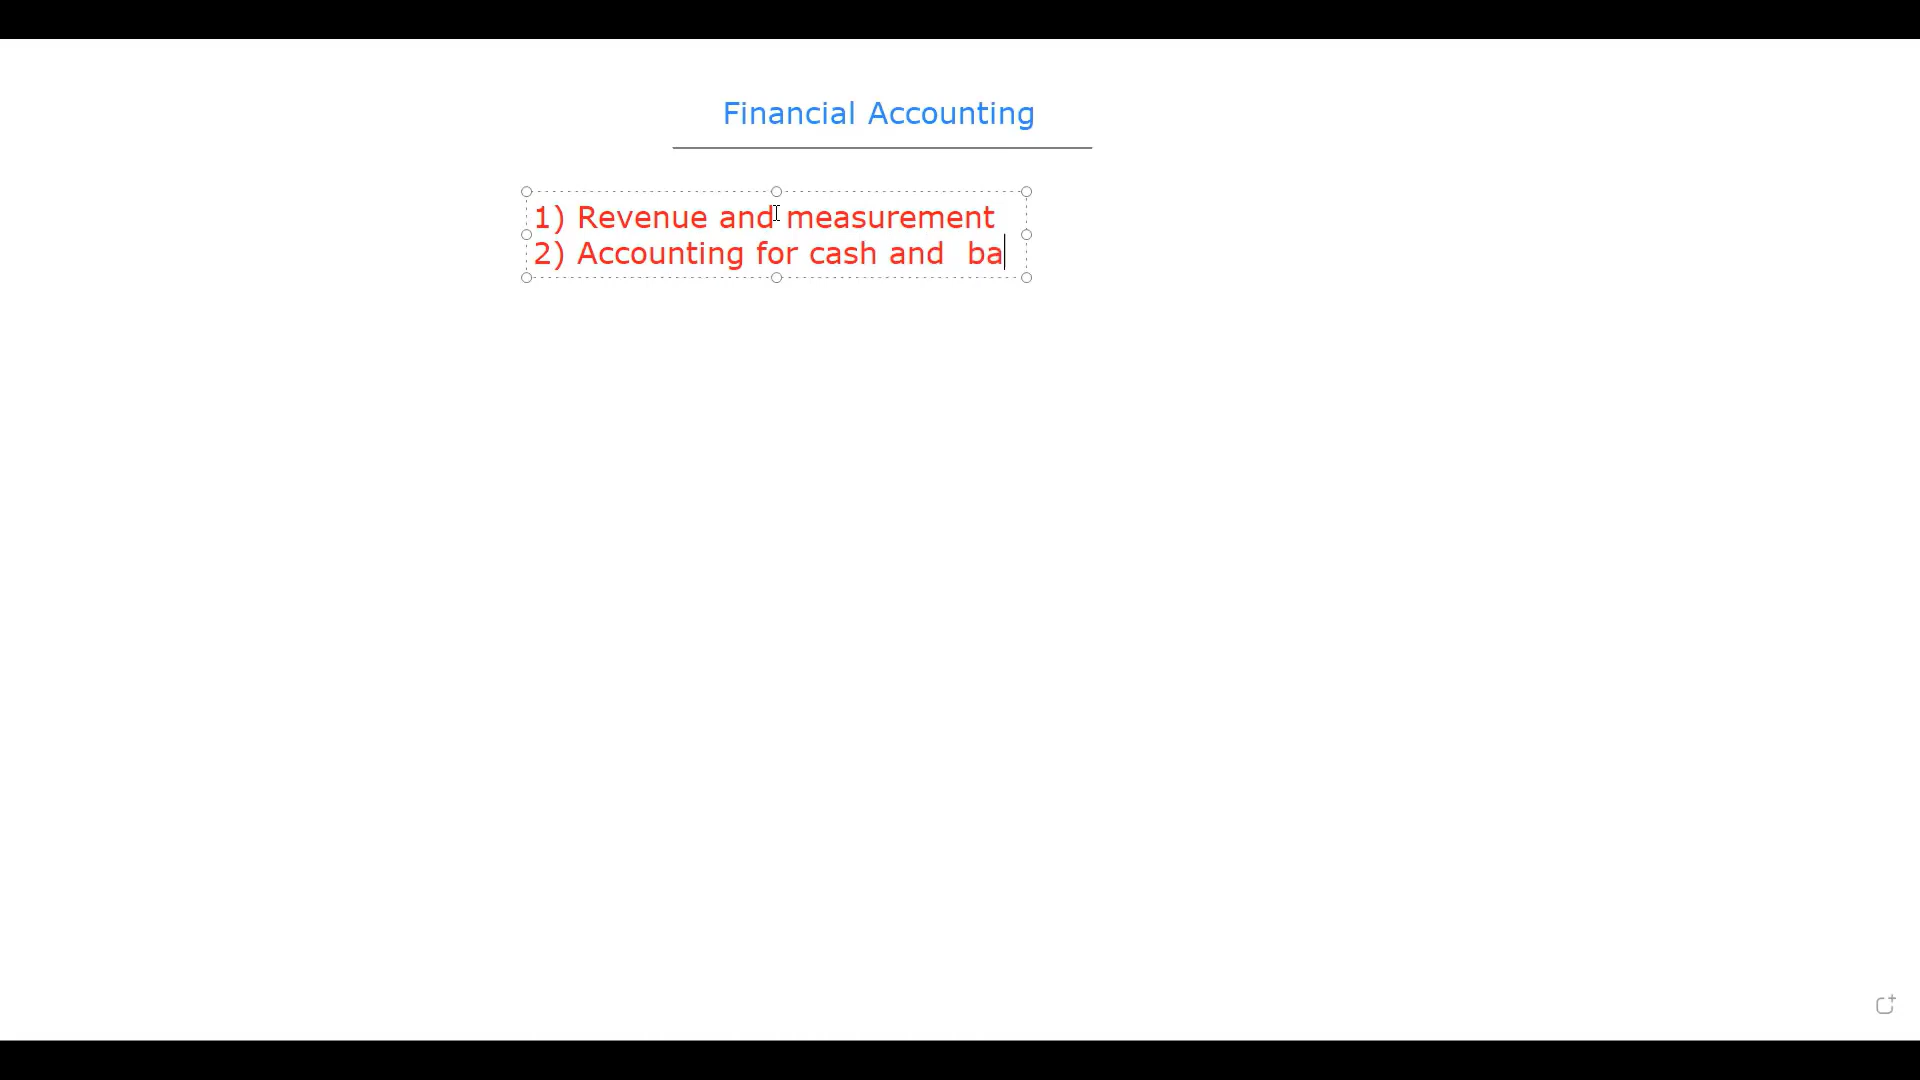 Financial Accounting
1) Revenue and measurement
2) Accounting for cash and  ba